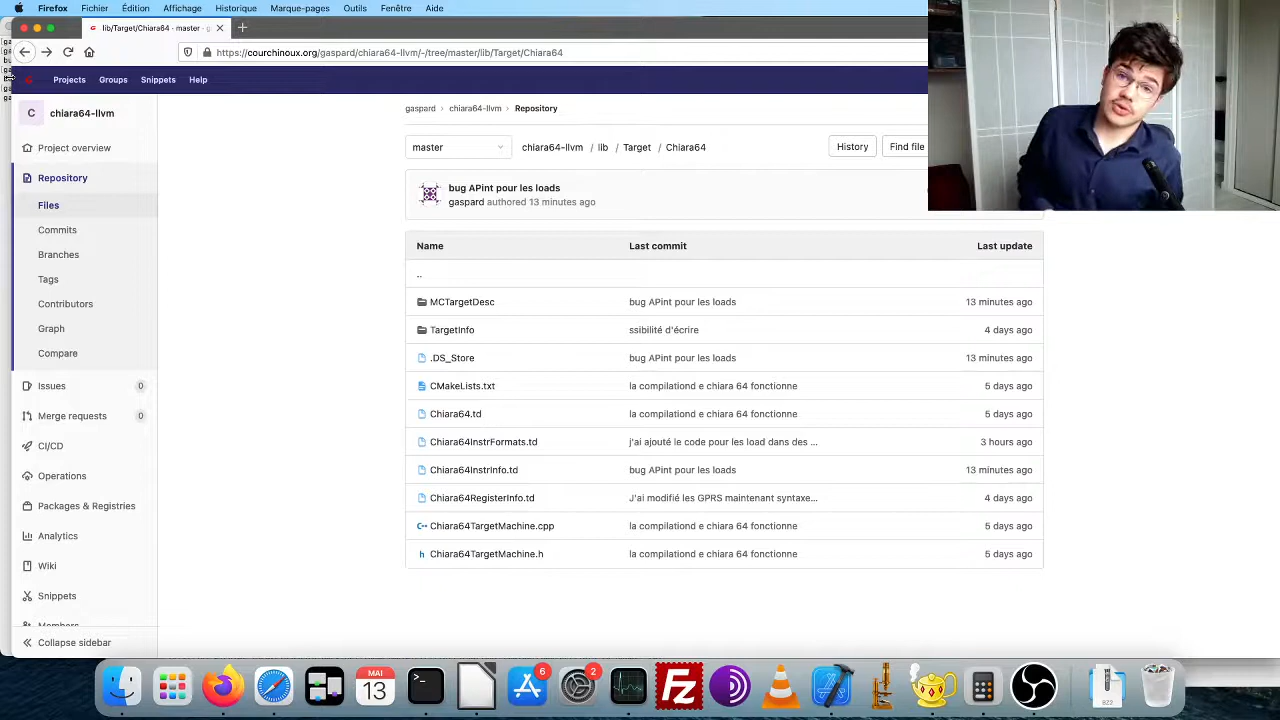 Firefox Fichier Édition Affichage Historique Marque-pages Outils Fenêtre Aide
lib/Target/Chiara64 · master · g
https://courchinoux.org/gaspard/chiara64-llvm/-/tree/master/lib/Target/Chiara64
Projects Groups Snippets Help
C chiara64-llvm
gaspard > chiara64-llvm > Repository
Project overview
master chiara64-llvm / lib / Target / Chiara64 History Find file
Repository
bug APint pour les loads
gaspard authored 13 minutes ago
Files
Commits
Branches
Tags
Contributors
Graph
Compare
Issues 0
Merge requests 0
CI/CD
Operations
Packages & Registries
Analytics
Wiki
Snippets
Members
Collapse sidebar
Name Last commit Last update
..
MCTargetDesc bug APint pour les loads 13 minutes ago
TargetInfo ssibilité d'écrire 4 days ago
.DS_Store bug APint pour les loads 13 minutes ago
CMakeLists.txt la compilationd e chiara 64 fonctionne 5 days ago
Chiara64.td la compilationd e chiara 64 fonctionne 5 days ago
Chiara64InstrFormats.td j'ai ajouté le code pour les load dans des ... 3 hours ago
Chiara64InstrInfo.td bug APint pour les loads 13 minutes ago
Chiara64RegisterInfo.td J'ai modifié les GPRS maintenant syntaxe... 4 days ago
C++ Chiara64TargetMachine.cpp la compilationd e chiara 64 fonctionne 5 days ago
h Chiara64TargetMachine.h la compilationd e chiara 64 fonctionne 5 days ago
MAI
13
>_
6
2
Fz
BZ2